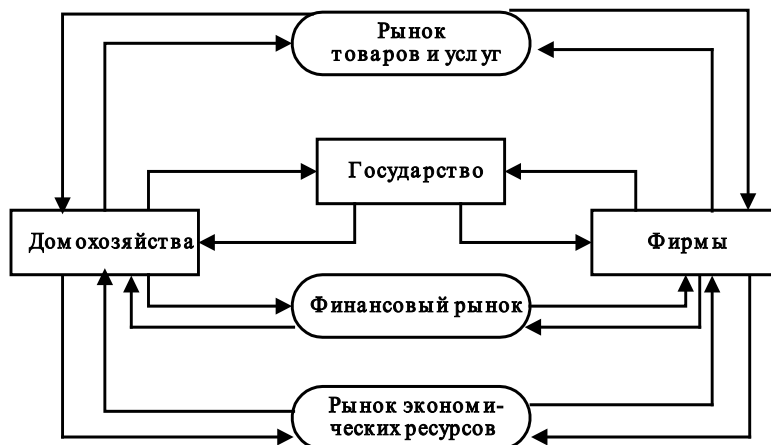 Рынок
товаров и услуг
Государство
Домохозяйства
Фирмы
Финансовый рынок
Рынок экономи-
ческих ресурсов